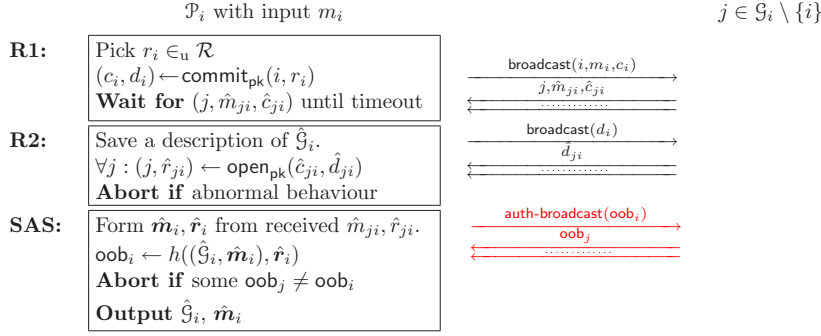 𝒫ᵢ with input mᵢ
j ∈ 𝒢ᵢ \ {i}
R1:
Pick rᵢ ∈ᵤ ℛ
(cᵢ, dᵢ)←commit_pk(i, rᵢ)
Wait for (j, m̂ⱼᵢ, ĉⱼᵢ) until timeout
broadcast(i,mᵢ,cᵢ)
j,m̂ⱼᵢ,ĉⱼᵢ
.............
R2:
Save a description of 𝒢̂ᵢ.
∀j : (j, r̂ⱼᵢ) ← open_pk(ĉⱼᵢ, d̂ⱼᵢ)
Abort if abnormal behaviour
broadcast(dᵢ)
d̂ⱼᵢ
.............
SAS:
Form 𝒎̂ᵢ, 𝒓̂ᵢ from received m̂ⱼᵢ, r̂ⱼᵢ.
oobᵢ ← h((𝒢̂ᵢ, 𝒎̂ᵢ), 𝒓̂ᵢ)
Abort if some oobⱼ ≠ oobᵢ
Output 𝒢̂ᵢ, 𝒎̂ᵢ
auth-broadcast(oobᵢ)
oobⱼ
.............